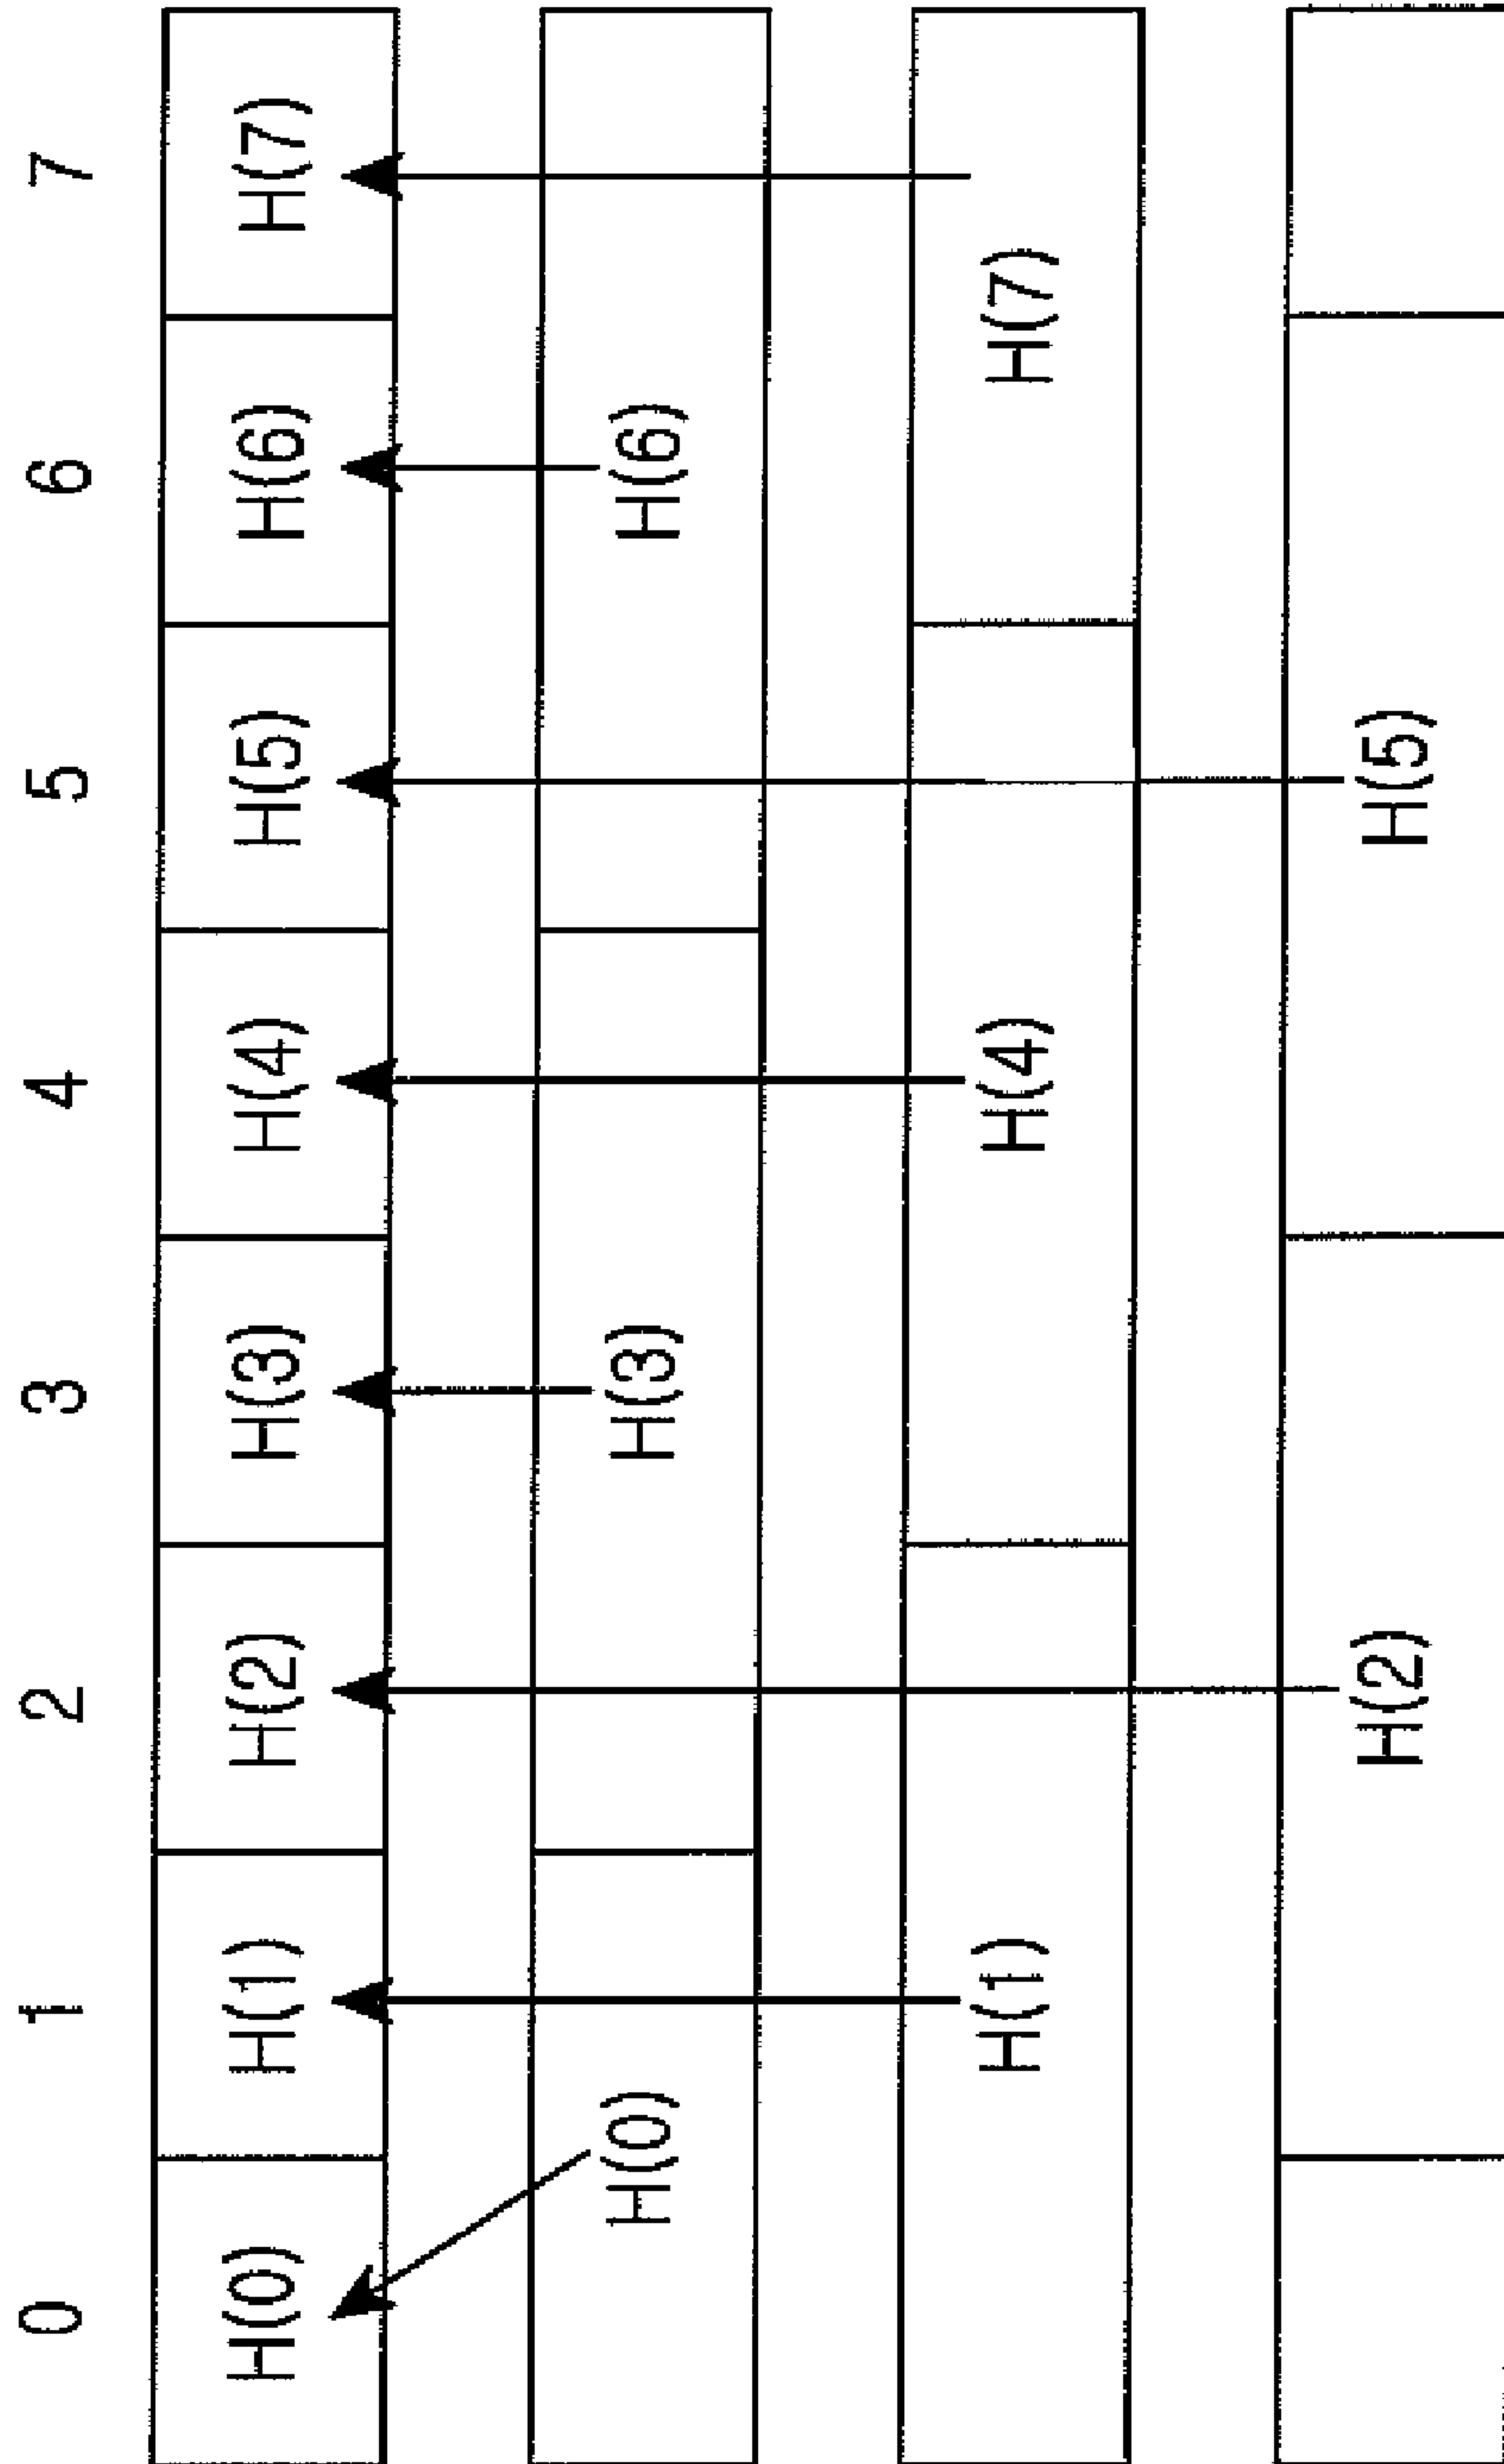 0 1 2 3 4 5 6 7
H(0) H(1) H(2) H(3) H(4) H(5) H(6) H(7)
H(0) H(3) H(6)
H(1) H(4) H(7)
H(2) H(5)